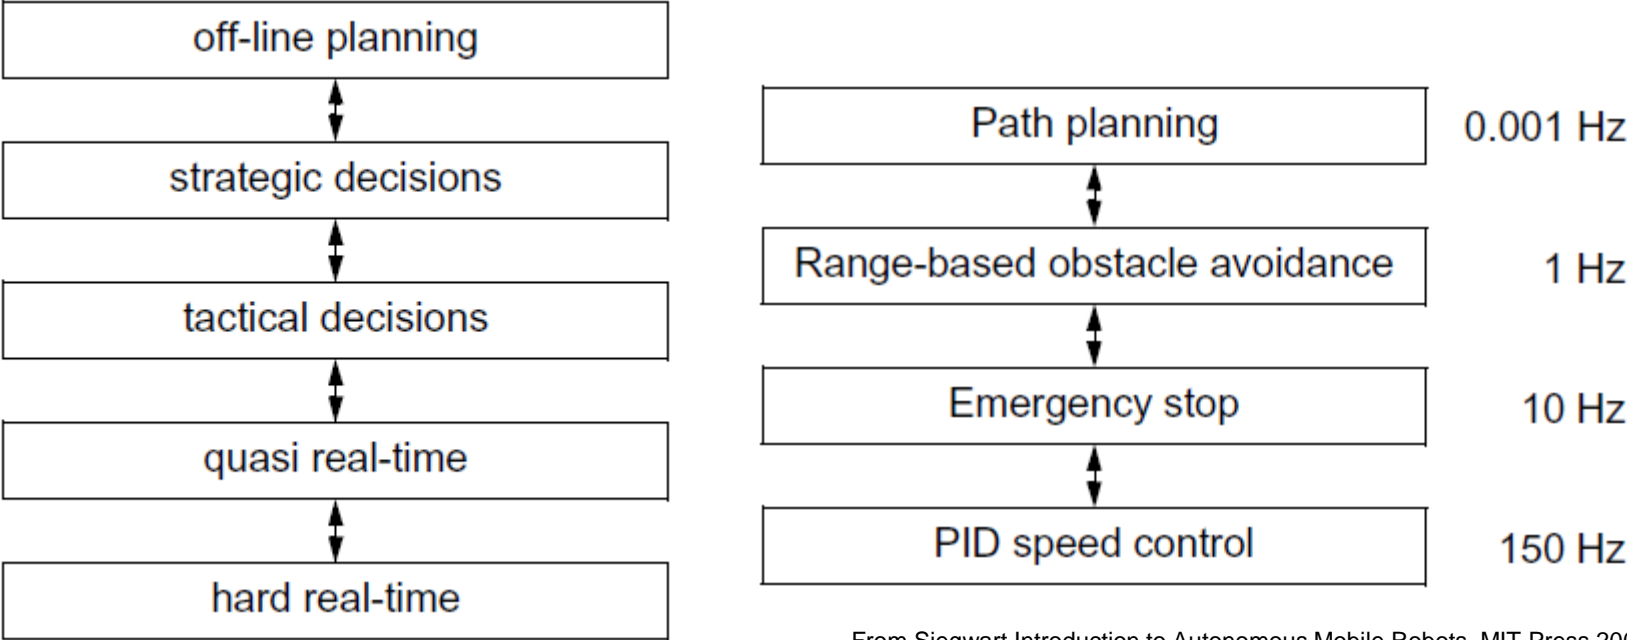 off-line planning
strategic decisions
tactical decisions
quasi real-time
hard real-time
Path planning 0.001 Hz
Range-based obstacle avoidance 1 Hz
Emergency stop 10 Hz
PID speed control 150 Hz
From Siegwart Introduction to Autonomous Mobile Robots, MIT Press